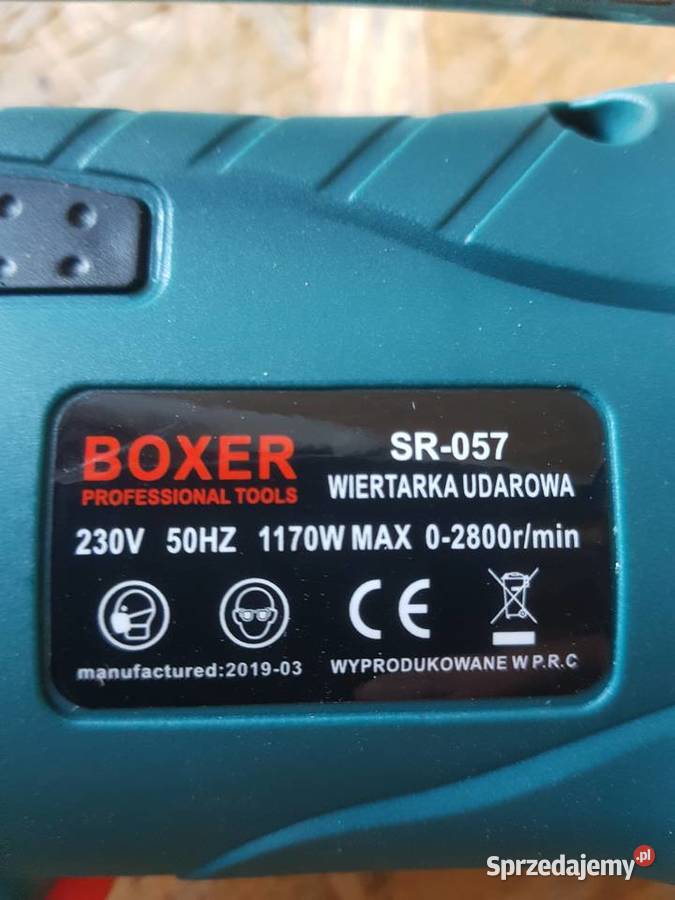 BOXER
PROFESSIONAL TOOLS
SR-057
WIERTARKA UDAROWA
230V 50HZ 1170W MAX 0-2800r/min
CE
manufactured:2019-03
WYPRODUKOWANE W P.R.C
Sprzedajemy.pl